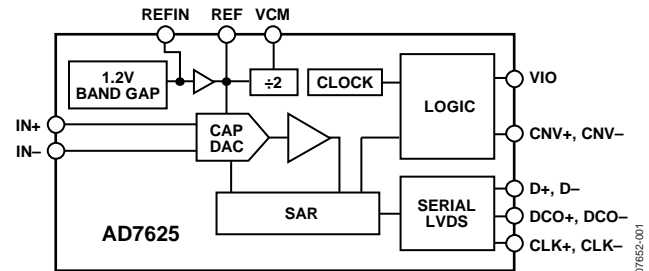 REFIN REF VCM
1.2V
BAND GAP
÷2
CLOCK
LOGIC
VIO
CNV+, CNV–
IN+
IN–
CAP
DAC
SAR
SERIAL
LVDS
D+, D–
DCO+, DCO–
CLK+, CLK–
AD7625
07652-001